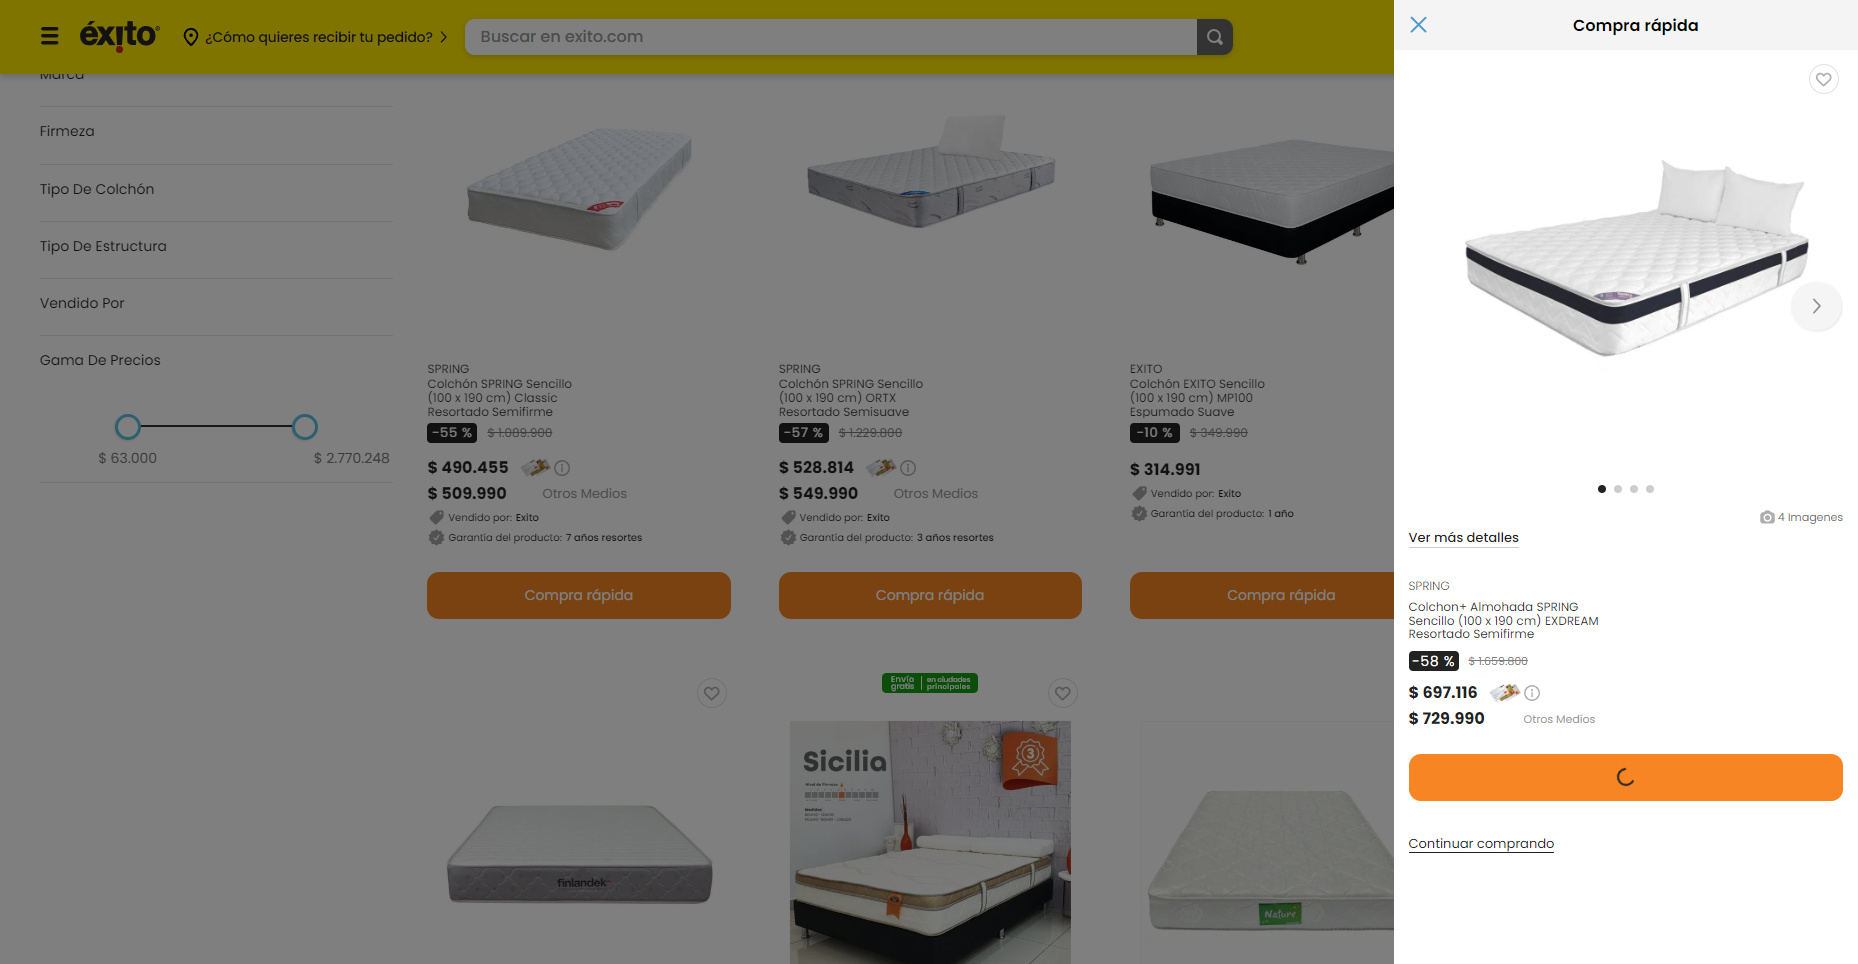 éxito
¿Cómo quieres recibir tu pedido?
Buscar en exito.com
Marca
Firmeza
Tipo De Colchón
Tipo De Estructura
Vendido Por
Gama De Precios
$ 63.000
$ 2.770.248
SPRING
Colchón SPRING Sencillo
(100 x 190 cm) Classic
Resortado Semifirme
-55 % $ 1.089.900
$ 490.455
$ 509.990 Otros Medios
Vendido por: Exito
Garantía del producto: 7 años resortes
Compra rápida
SPRING
Colchón SPRING Sencillo
(100 x 190 cm) ORTX
Resortado Semisuave
-57 % $ 1.229.800
$ 528.814
$ 549.990 Otros Medios
Vendido por: Exito
Garantía del producto: 3 años resortes
Compra rápida
EXITO
Colchón EXITO Sencillo
(100 x 190 cm) MP100
Espumado Suave
-10 % $ 349.990
$ 314.991
Vendido por: Exito
Garantía del producto: 1 año
Compra rápida
finlandek
Envío gratis
en ciudades principales
Sicilia
Nivel de Firmeza
Medidas
3
Nature
Compra rápida
4 Imagenes
Ver más detalles
SPRING
Colchon+ Almohada SPRING
Sencillo (100 x 190 cm) EXDREAM
Resortado Semifirme
-58 % $ 1.659.800
$ 697.116
$ 729.990 Otros Medios
Continuar comprando